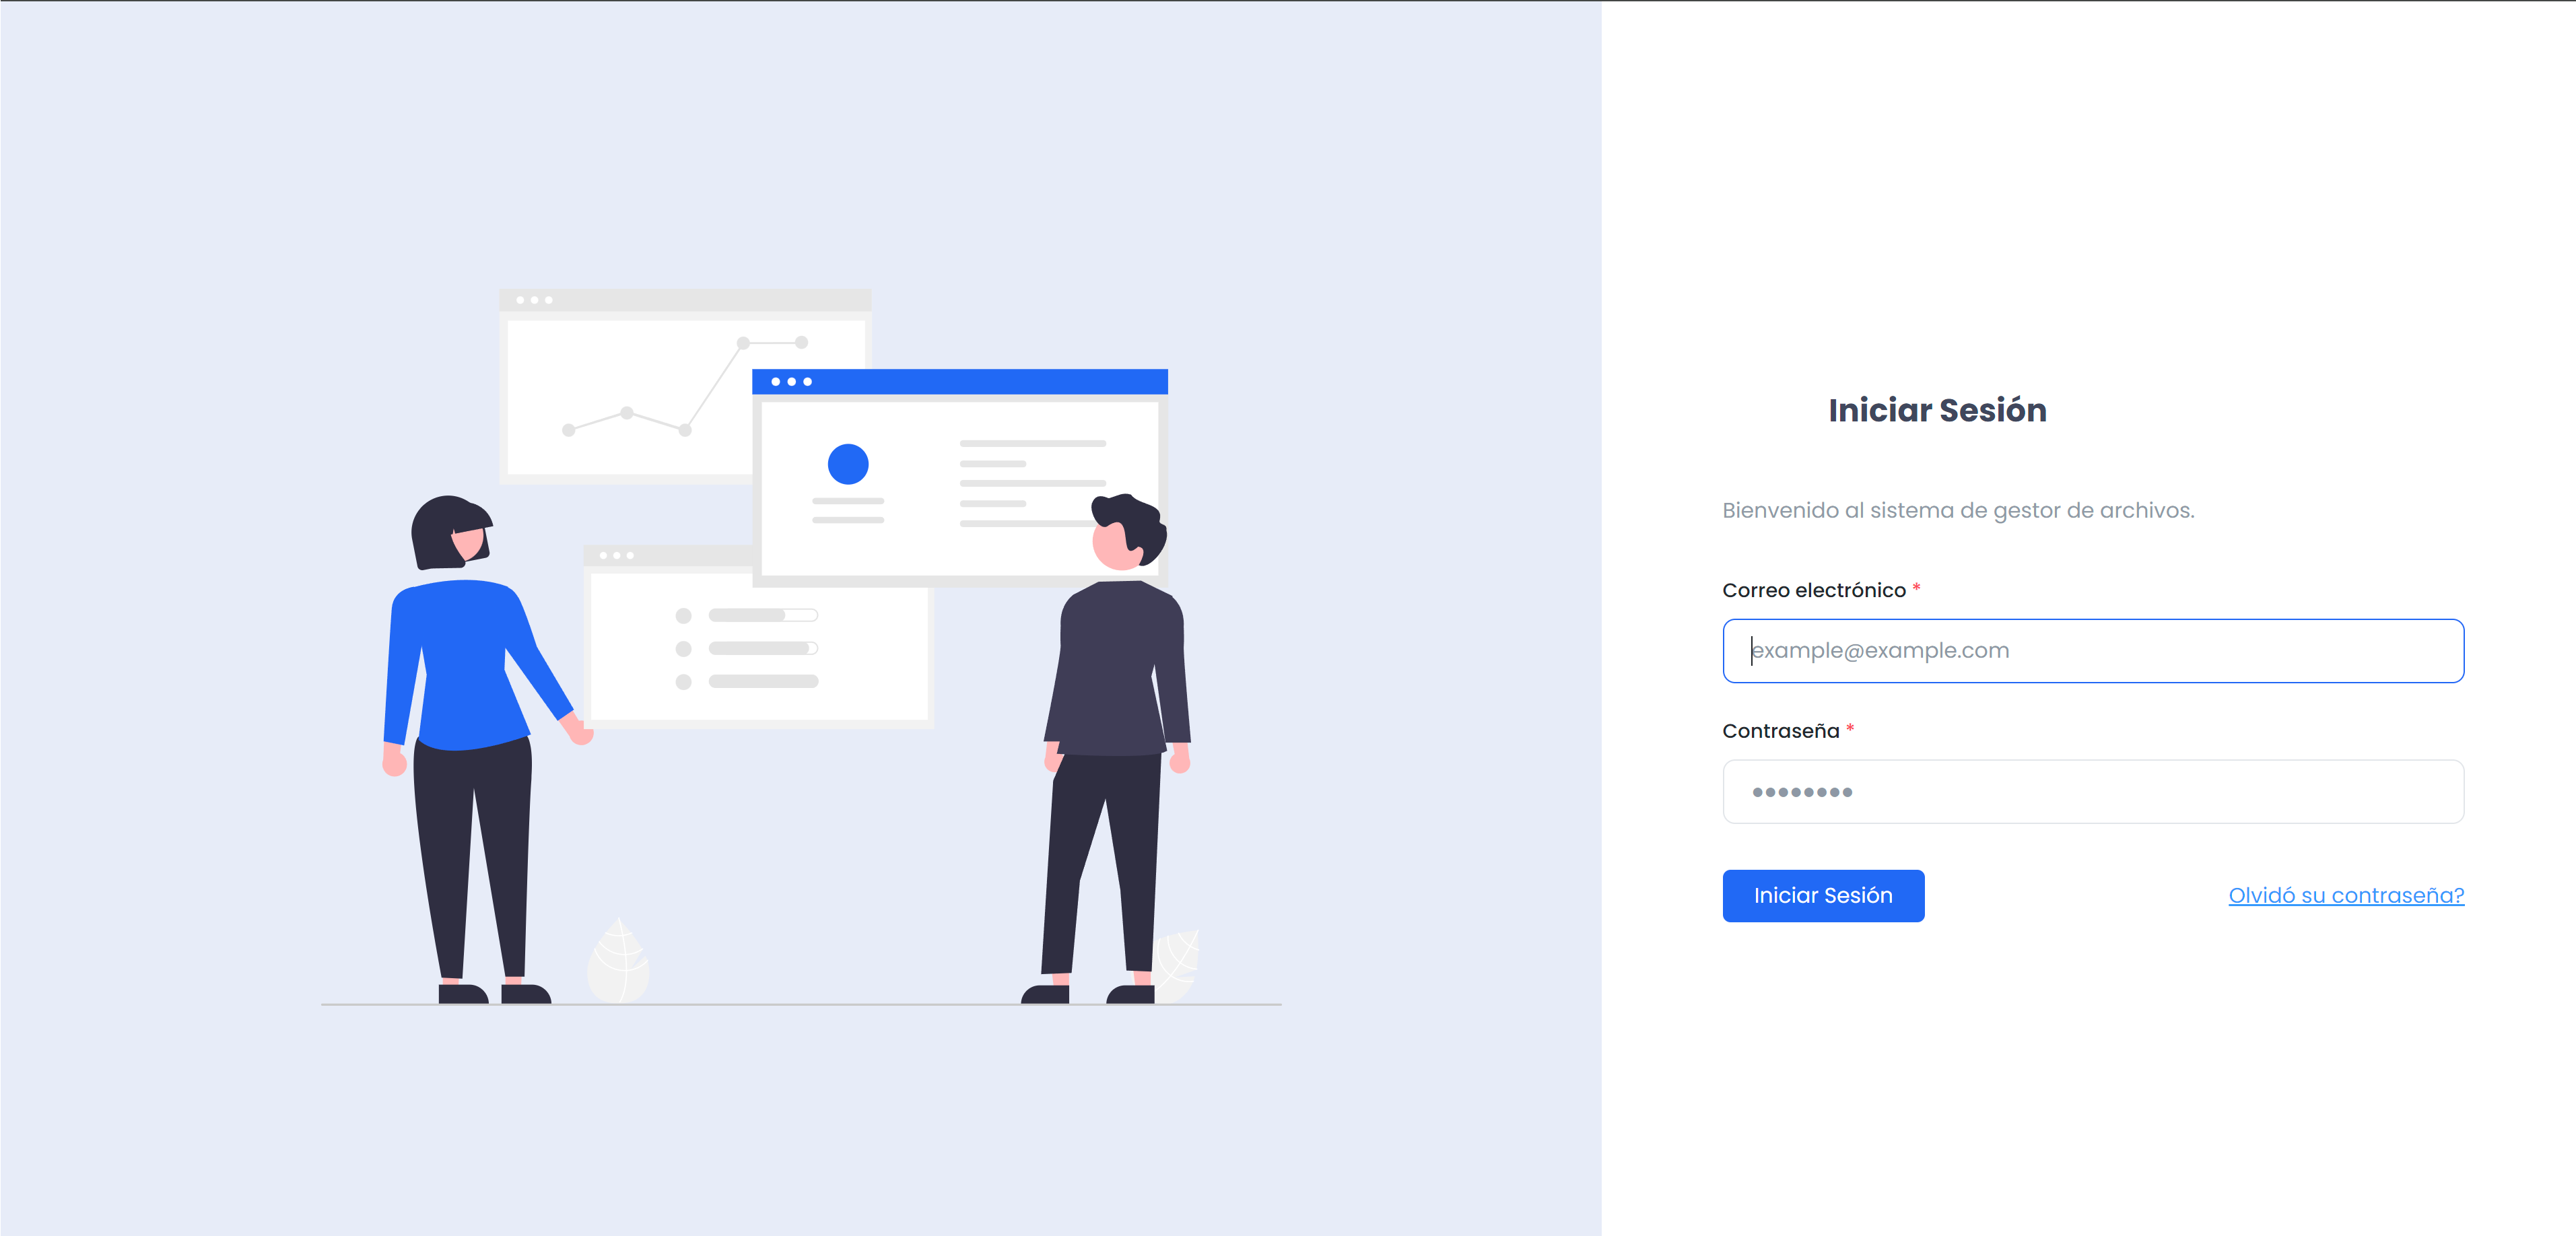 Iniciar Sesión
Bienvenido al sistema de gestor de archivos.
Correo electrónico *
example@example.com
Contraseña *
••••••••
Iniciar Sesión
Olvidó su contraseña?